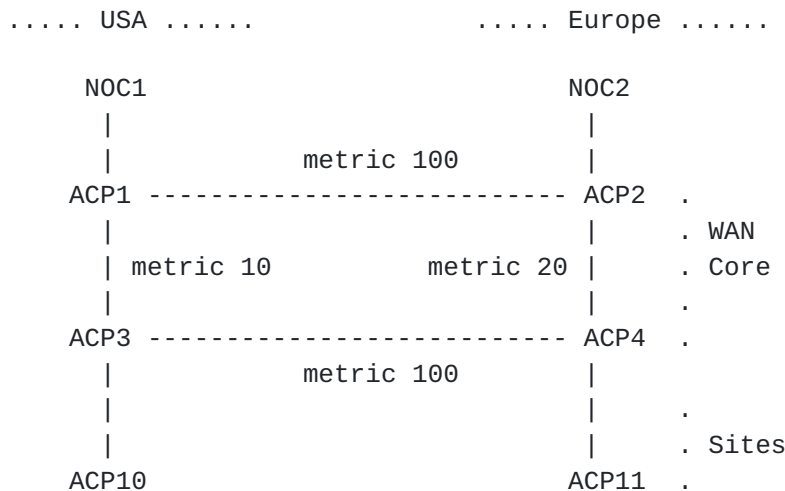 ..... USA ...... ..... Europe ......
NOC1 NOC2
| |
| metric 100 |
ACP1 --------------------------- ACP2 .
| | . WAN
| metric 10 metric 20 | . Core
| | .
ACP3 --------------------------- ACP4 .
| metric 100 |
| | .
| | . Sites
ACP10 ACP11 .